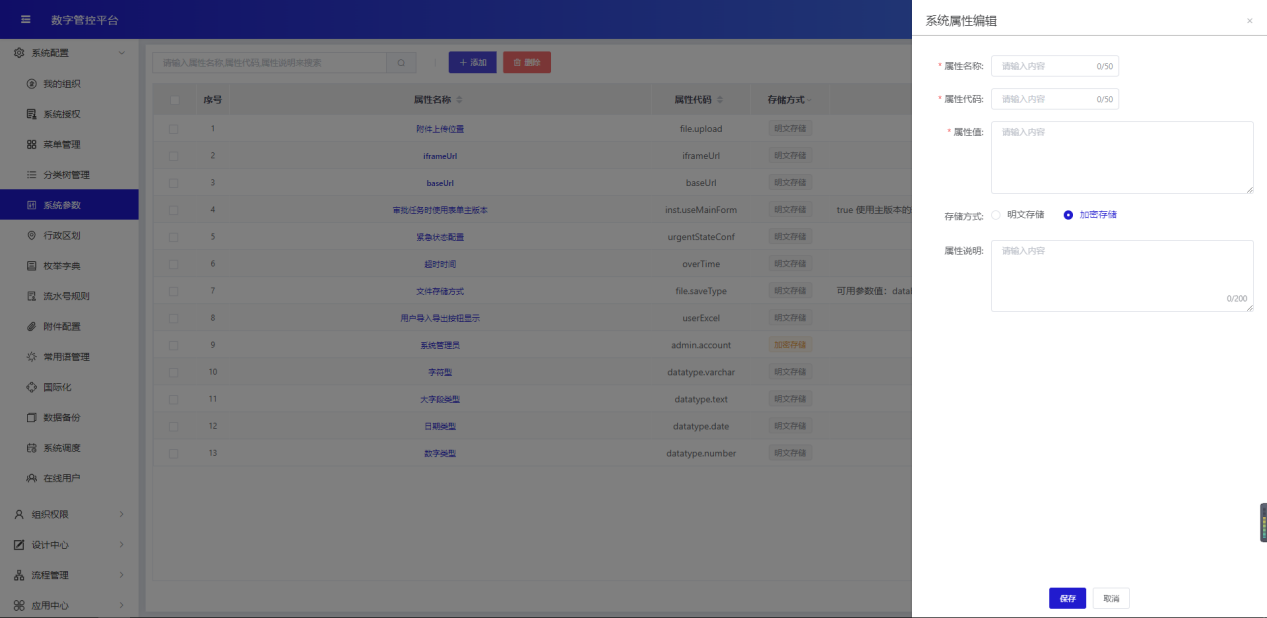 数字管控平台
系统配置
我的组织
系统授权
菜单管理
分类树管理
系统参数
行政区划
枚举字典
流水号规则
附件配置
常用语管理
国际化
数据备份
系统调度
在线用户
组织权限
设计中心
流程管理
应用中心
请输入属性名称,属性代码,属性说明来搜索
添加
删除
序号 属性名称 属性代码 存储方式
1 附件上传位置 file.upload 明文存储
2 iframeUrl iframeUrl 明文存储
3 baseUrl baseUrl 明文存储
4 审批任务时使用表单主版本 inst.useMainForm 明文存储 true 使用主版本的
5 紧急状态配置 urgentStateConf 明文存储
6 超时时间 overTime 明文存储
7 文件存储方式 file.saveType 明文存储 可用参数值：datal
8 用户导入导出按钮显示 userExcel 明文存储
9 系统管理员 admin.account 加密存储
10 字符型 datatype.varchar 明文存储
11 大字段类型 datatype.text 明文存储
12 日期类型 datatype.date 明文存储
13 数字类型 datatype.number 明文存储
系统属性编辑
* 属性名称: 请输入内容 0/50
* 属性代码: 请输入内容 0/50
* 属性值: 请输入内容
存储方式: 明文存储 加密存储
属性说明: 请输入内容
0/200
保存 取消